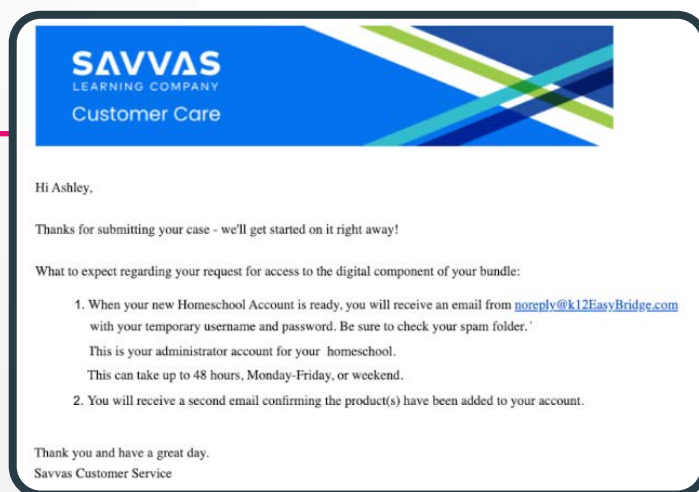 SAVVAS
LEARNING COMPANY
Customer Care
Hi Ashley,
Thanks for submitting your case - we'll get started on it right away!
What to expect regarding your request for access to the digital component of your bundle:
1. When your new Homeschool Account is ready, you will receive an email from noreply@k12EasyBridge.com
with your temporary username and password. Be sure to check your spam folder. '
This is your administrator account for your homeschool.
This can take up to 48 hours, Monday-Friday, or weekend.
2. You will receive a second email confirming the product(s) have been added to your account.
Thank you and have a great day.
Savvas Customer Service